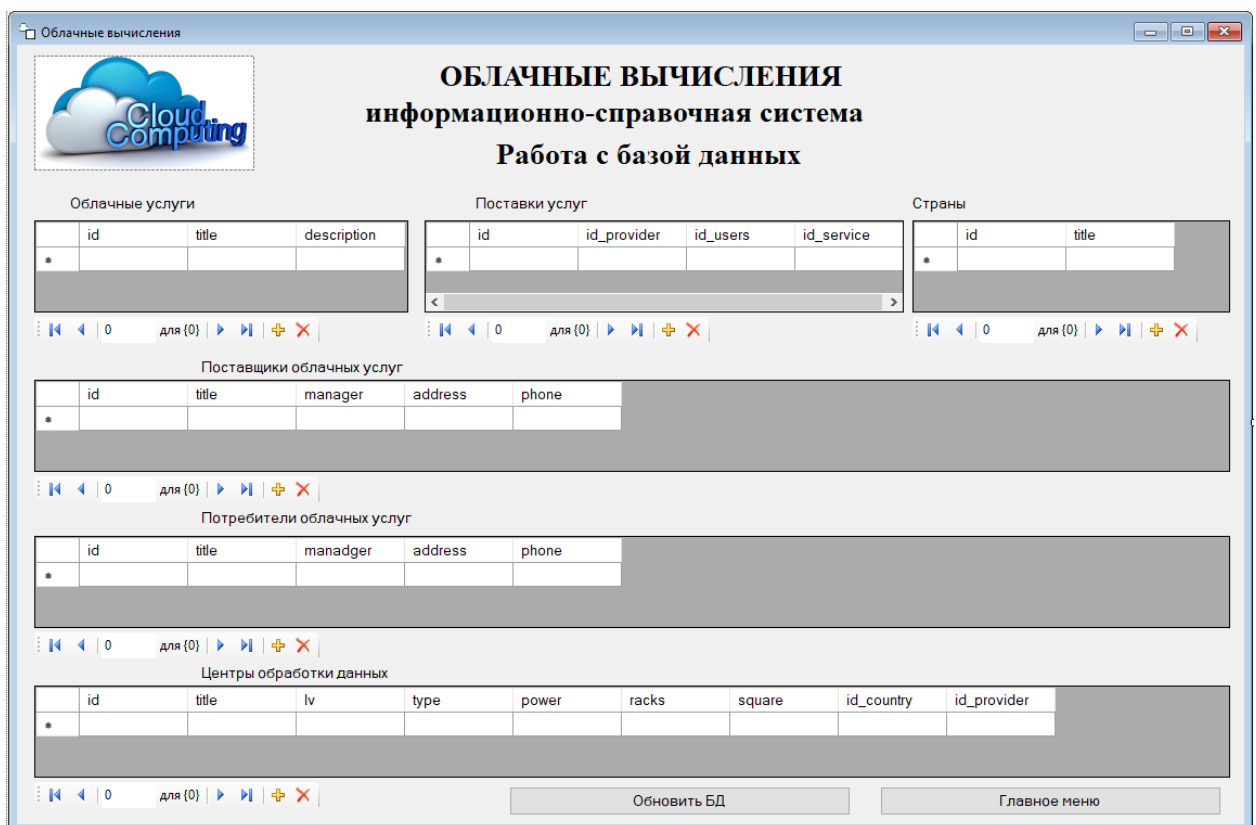 Облачные вычисления
Cloud
Computing
ОБЛАЧНЫЕ ВЫЧИСЛЕНИЯ
информационно-справочная система
Работа с базой данных
Облачные услуги
id title description
0 для {0}
Поставки услуг
id id_provider id_users id_service
0 для {0}
Страны
id title
0 для {0}
Поставщики облачных услуг
id title manager address phone
0 для {0}
Потребители облачных услуг
id title manadger address phone
0 для {0}
Центры обработки данных
id title lv type power racks square id_country id_provider
0 для {0}
Обновить БД
Главное меню